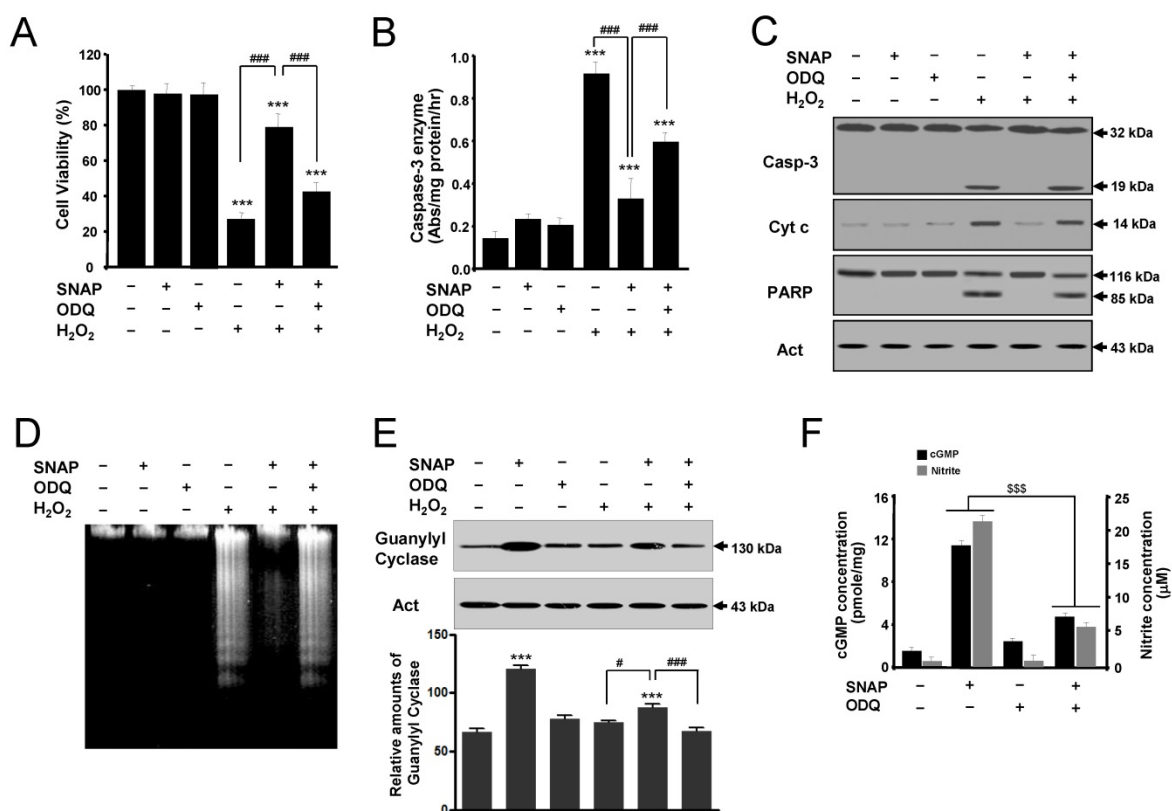 A
120
100
80
60
40
20
0
Cell Viability (%)
###
###
***
***
***
SNAP – + – – + +
ODQ – – + – – +
H2O2 – – – + + +
B
1.0
0.8
0.6
0.4
0.2
0.0
Caspase-3 enzyme
(Abs/mg protein/hr)
###
###
***
***
***
SNAP – + – – + +
ODQ – – + – – +
H2O2 – – – + + +
C
SNAP – + – – + +
ODQ – – + – – +
H2O2 – – – + + +
Casp-3
32 kDa
19 kDa
Cyt c
14 kDa
PARP
116 kDa
85 kDa
Act
43 kDa
D
SNAP – + – – + +
ODQ – – + – – +
H2O2 – – – + + +
E
SNAP – + – – + +
ODQ – – + – – +
H2O2 – – – + + +
Guanylyl
Cyclase
130 kDa
Act
43 kDa
150
100
50
0
Relative amounts of
Guanylyl Cyclase
***
#
###
***
F
cGMP
Nitrite
$$$
16
12
8
4
0
cGMP concentration
(pmole/mg)
25
20
15
10
5
0
Nitrite concentration
(µM)
SNAP – + – +
ODQ – – + +